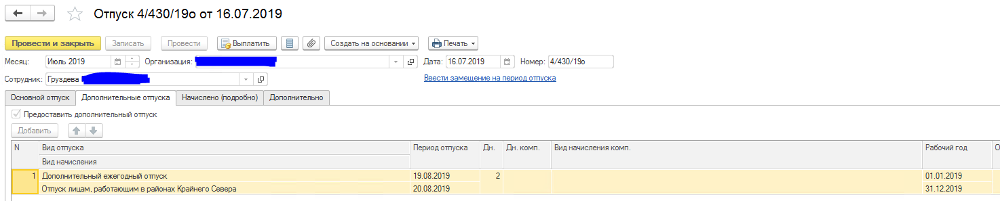 Отпуск 4/430/19о от 16.07.2019
Провести и закрыть Записать Провести Выплатить Создать на основании Печать
Месяц: Июль 2019 Организация: Дата: 16.07.2019 Номер: 4/430/19о
Сотрудник: Груздева Ввести замещение на период отпуска
Основной отпуск Дополнительные отпуска Начислено (подробно) Дополнительно
Предоставить дополнительный отпуск
Добавить
N Вид отпуска Период отпуска Дн. Дн. комп. Вид начисления комп. Рабочий год О
Вид начисления
1 Дополнительный ежегодный отпуск 19.08.2019 2 01.01.2019
Отпуск лицам, работающим в районах Крайнего Севера 20.08.2019 31.12.2019